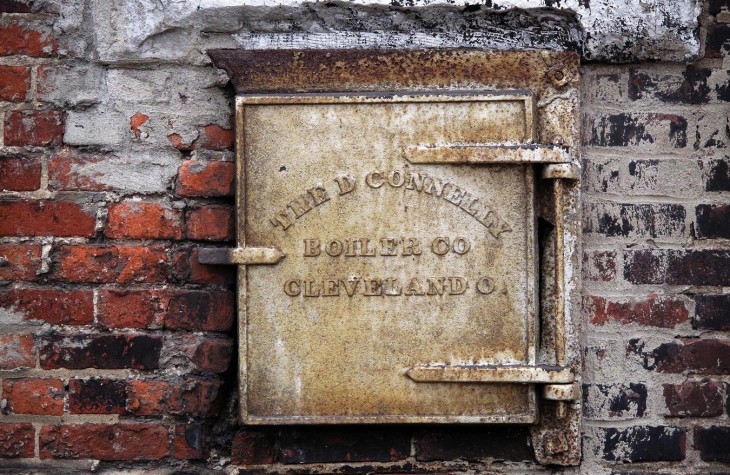 THE D CONNELLY
BOILER CO
CLEVELAND O.